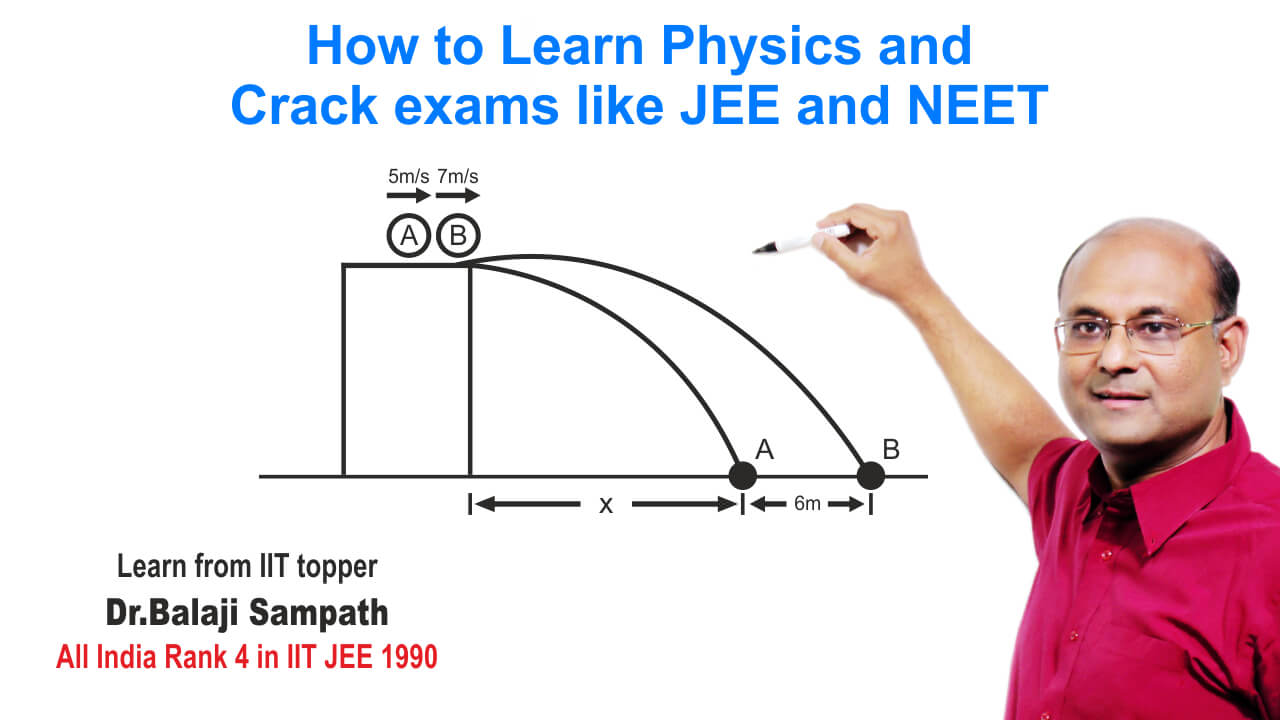 How to Learn Physics and
Crack exams like JEE and NEET
5m/s 7m/s
A B
A B
x 6m
Learn from IIT topper
Dr.Balaji Sampath
All India Rank 4 in IIT JEE 1990